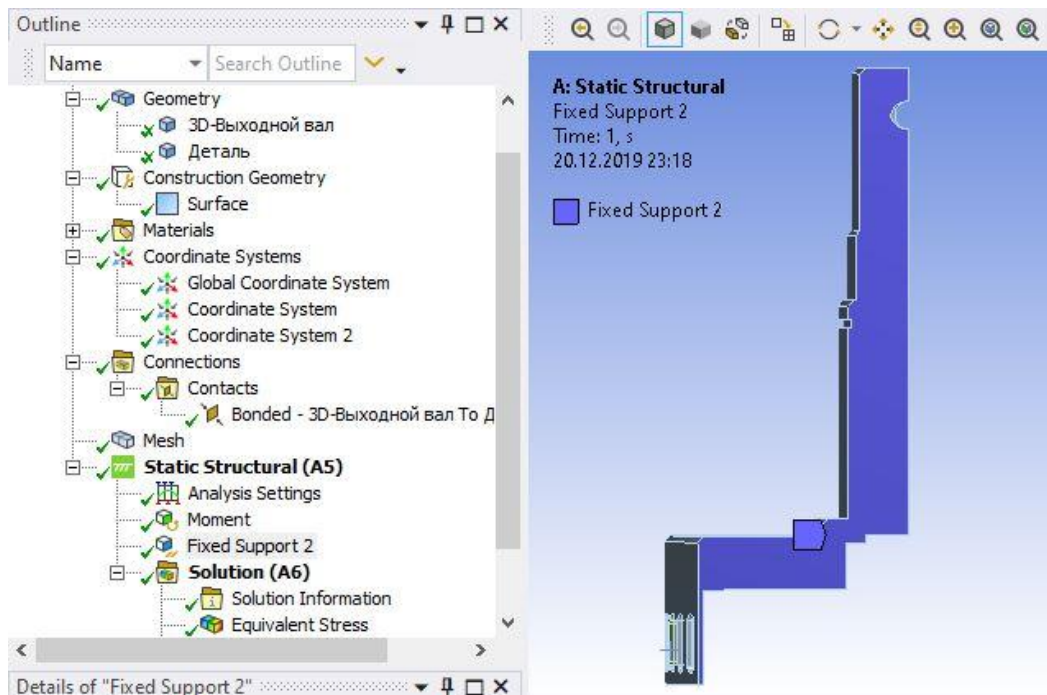 Outline
Name
Search Outline
Geometry
3D-Выходной вал
Деталь
Construction Geometry
Surface
Materials
Coordinate Systems
Global Coordinate System
Coordinate System
Coordinate System 2
Connections
Contacts
Bonded - 3D-Выходной вал To Д
Mesh
Static Structural (A5)
Analysis Settings
Moment
Fixed Support 2
Solution (A6)
Solution Information
Equivalent Stress
Details of "Fixed Support 2"
A: Static Structural
Fixed Support 2
Time: 1, s
20.12.2019 23:18
Fixed Support 2